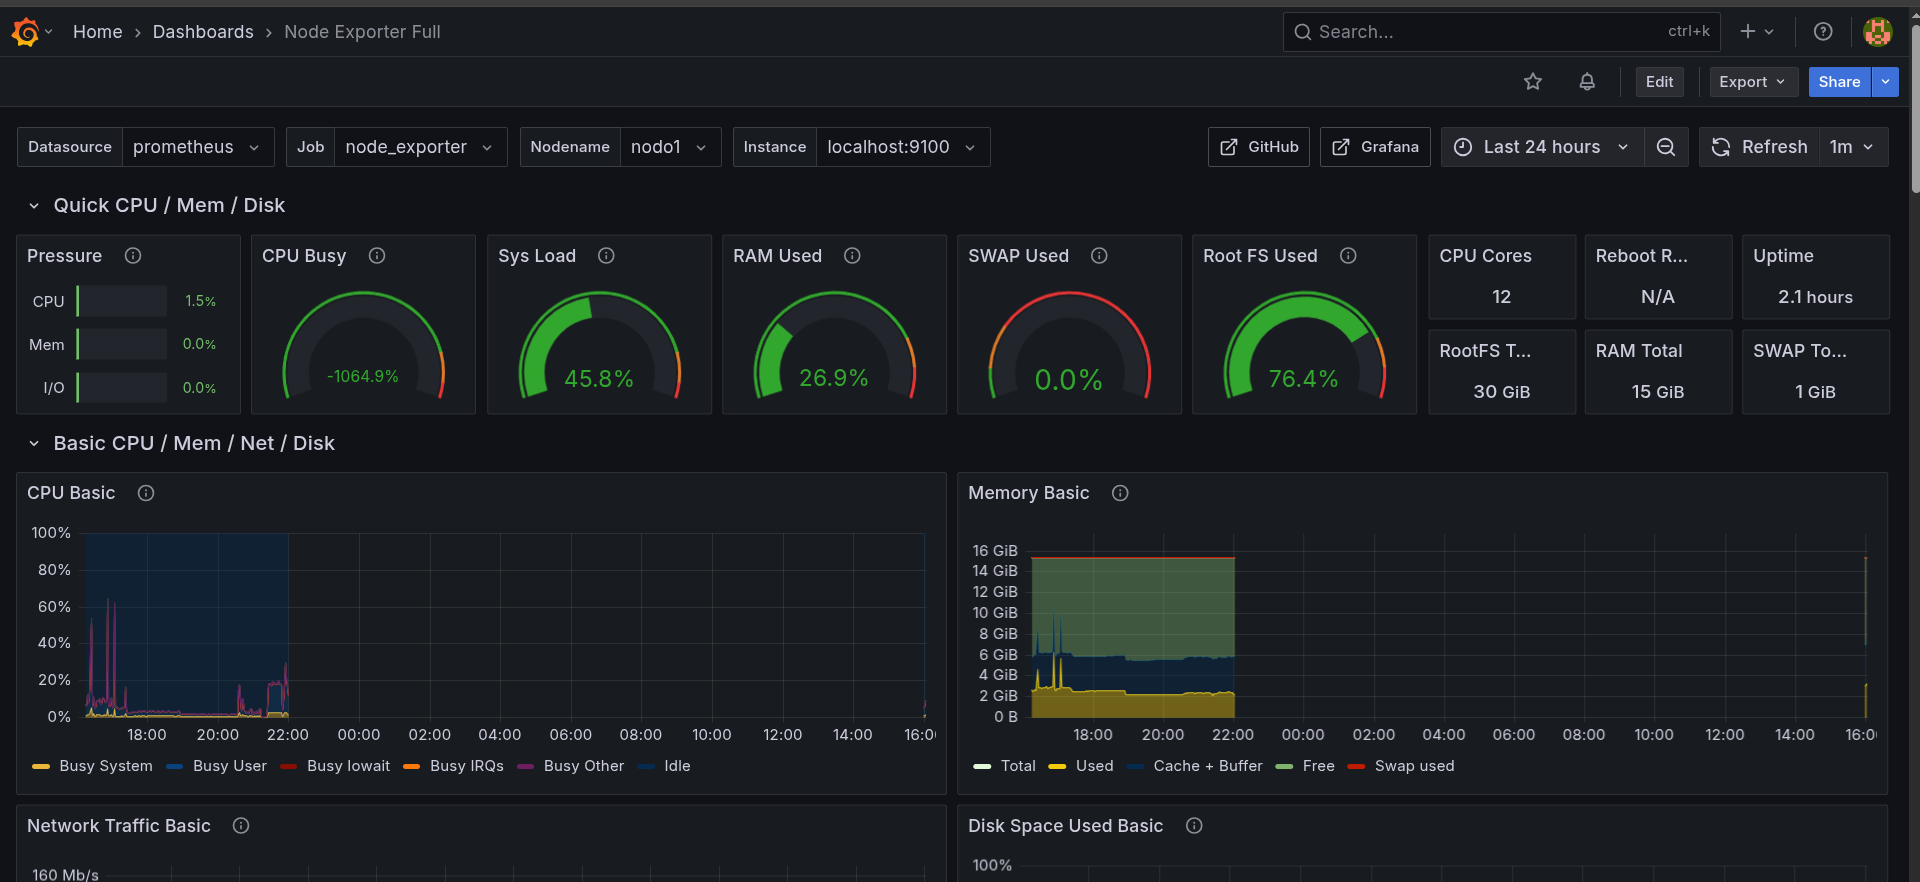 Home › Dashboards › Node Exporter Full
Search... ctrl+k
Edit Export Share
Datasource prometheus Job node_exporter Nodename nodo1 Instance localhost:9100 GitHub Grafana Last 24 hours Refresh 1m
Quick CPU / Mem / Disk
Pressure
CPU 1.5%
Mem 0.0%
I/O 0.0%
CPU Busy
-1064.9%
Sys Load
45.8%
RAM Used
26.9%
SWAP Used
0.0%
Root FS Used
76.4%
CPU Cores
12
Reboot R...
N/A
Uptime
2.1 hours
RootFS T...
30 GiB
RAM Total
15 GiB
SWAP To...
1 GiB
Basic CPU / Mem / Net / Disk
CPU Basic
100%
80%
60%
40%
20%
0%
18:00 20:00 22:00 00:00 02:00 04:00 06:00 08:00 10:00 12:00 14:00 16:00
Busy System Busy User Busy Iowait Busy IRQs Busy Other Idle
Memory Basic
16 GiB
14 GiB
12 GiB
10 GiB
8 GiB
6 GiB
4 GiB
2 GiB
0 B
18:00 20:00 22:00 00:00 02:00 04:00 06:00 08:00 10:00 12:00 14:00 16:00
Total Used Cache + Buffer Free Swap used
Network Traffic Basic
160 Mb/s
Disk Space Used Basic
100%